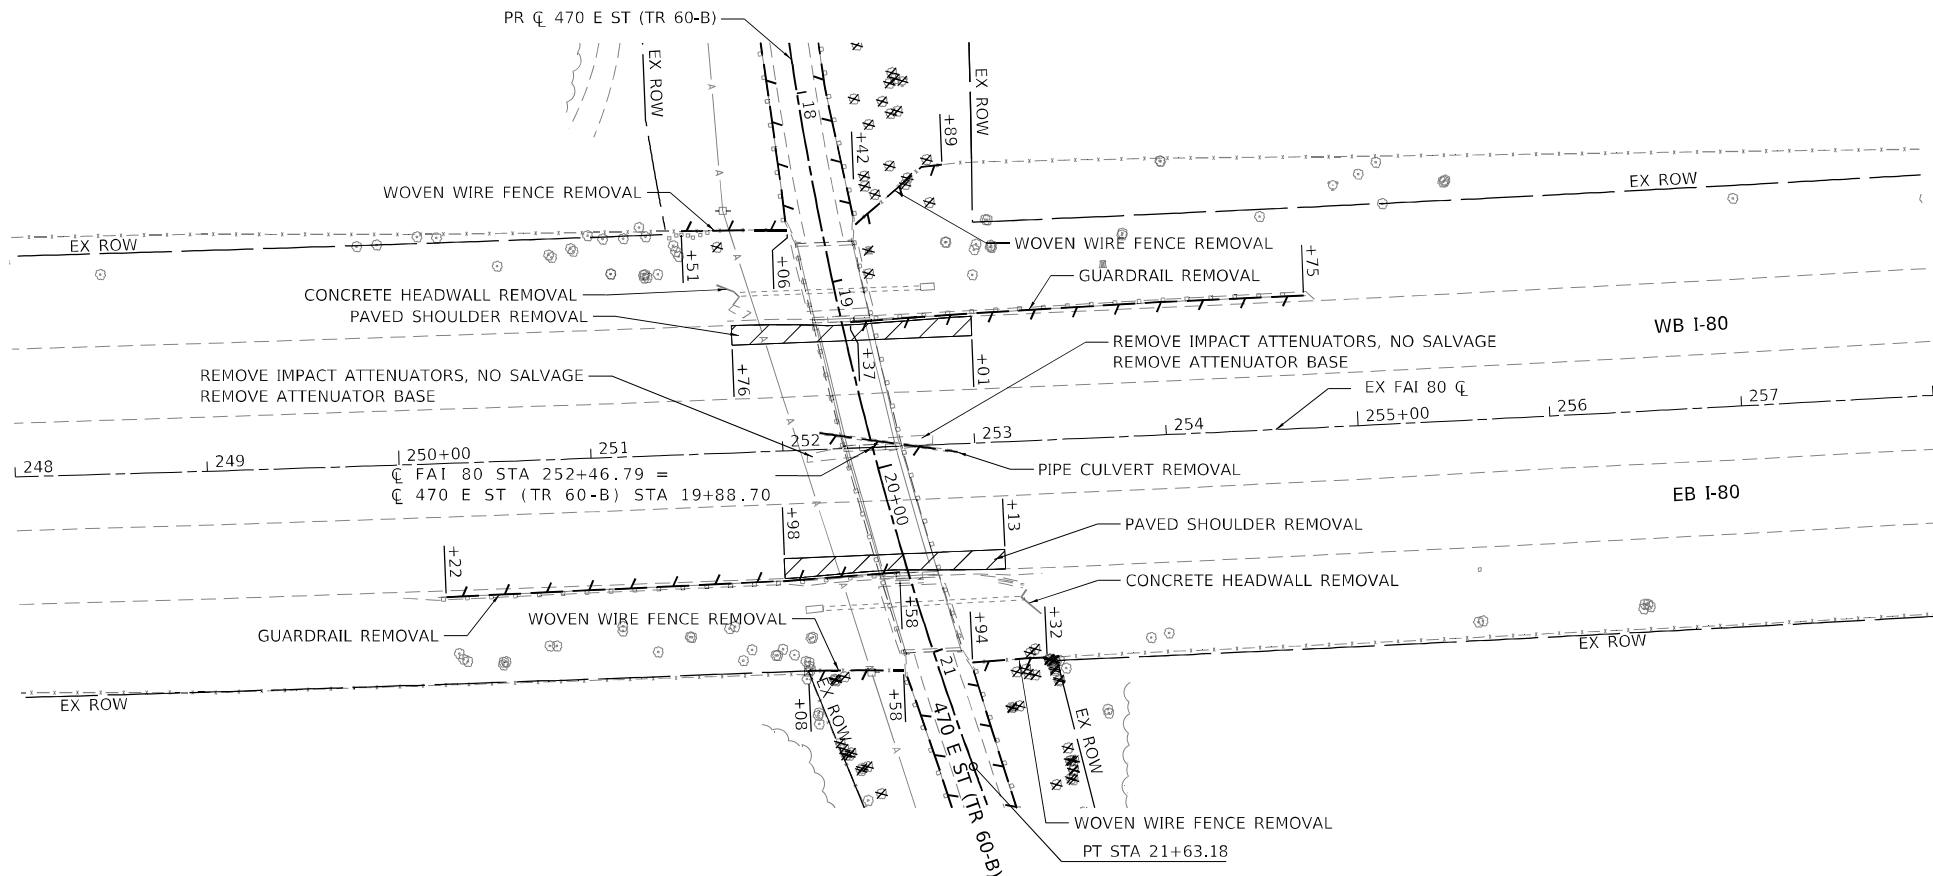 PR ℄ 470 E ST (TR 60-B)
EX ROW
EX ROW
18
+42
+89
WOVEN WIRE FENCE REMOVAL
EX ROW
EX ROW
WOVEN WIRE FENCE REMOVAL
+51
+06
+75
GUARDRAIL REMOVAL
CONCRETE HEADWALL REMOVAL
19
PAVED SHOULDER REMOVAL
WB I-80
+76
+37
+01
REMOVE IMPACT ATTENUATORS, NO SALVAGE
REMOVE ATTENUATOR BASE
REMOVE IMPACT ATTENUATORS, NO SALVAGE
REMOVE ATTENUATOR BASE
EX FAI 80 ℄
248
249
250+00
251
252
253
254
255+00
256
257
℄ FAI 80 STA 252+46.79 =
℄ 470 E ST (TR 60-B) STA 19+88.70
PIPE CULVERT REMOVAL
20+00
EB I-80
+98
+13
PAVED SHOULDER REMOVAL
+22
CONCRETE HEADWALL REMOVAL
WOVEN WIRE FENCE REMOVAL
+58
+94
+32
GUARDRAIL REMOVAL
EX ROW
21
EX ROW
+08
EX ROW
+58
470 E ST (TR 60-B)
EX ROW
WOVEN WIRE FENCE REMOVAL
PT STA 21+63.18